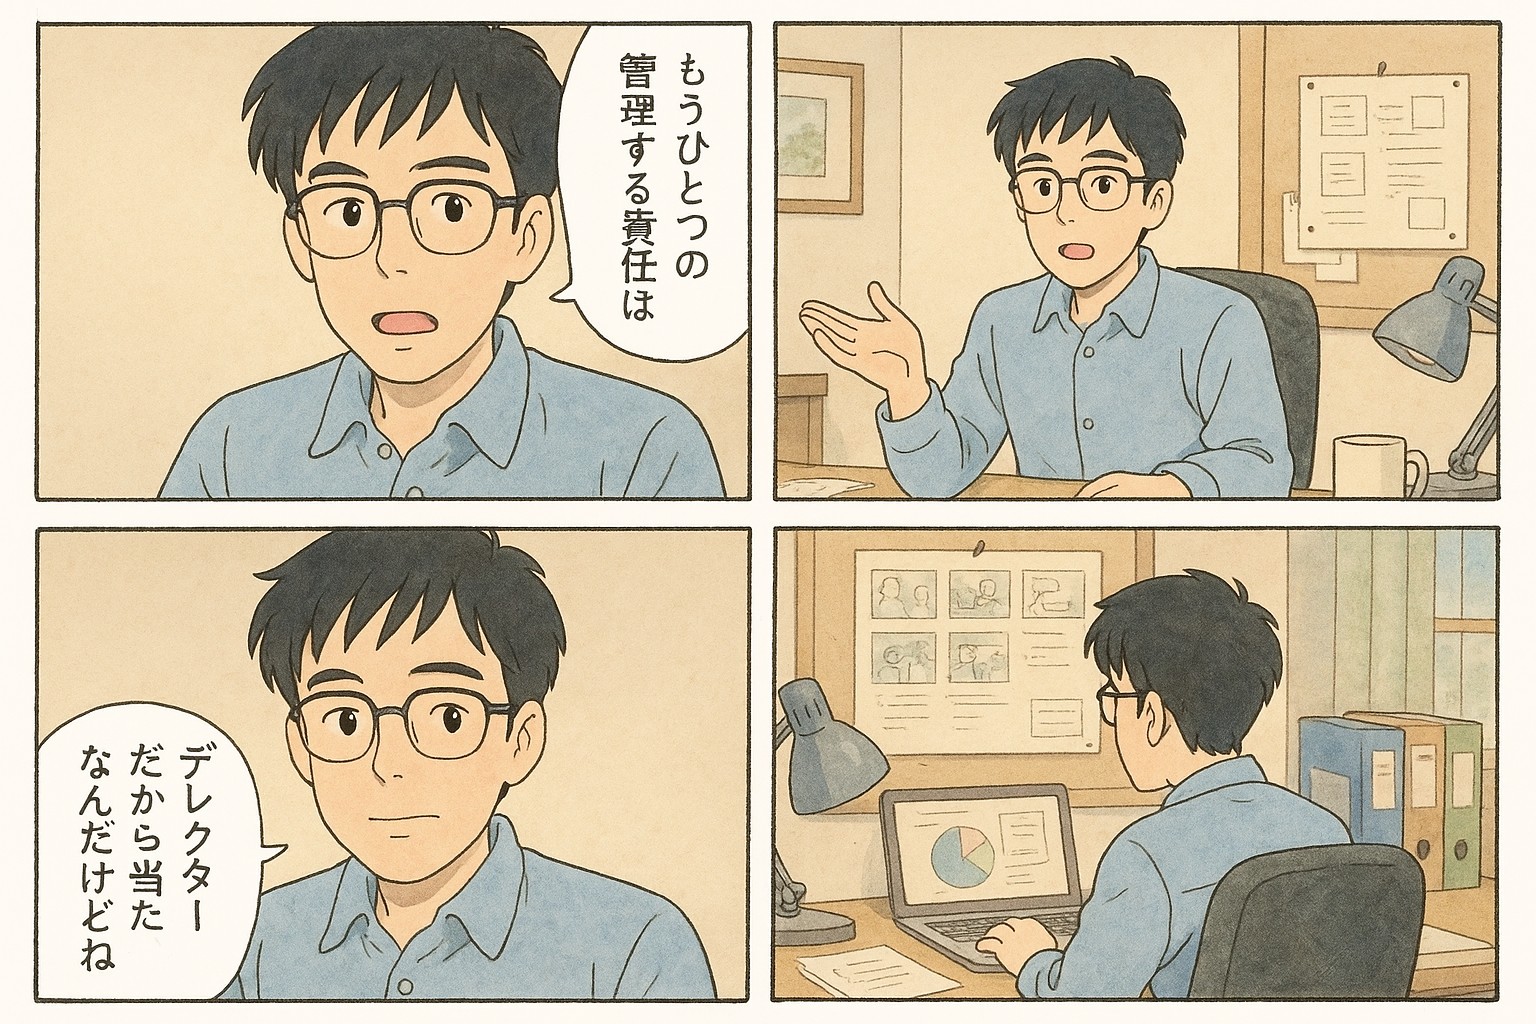 もうひとつの
管理する責任は
デレクター
だから当た
なんだけどね